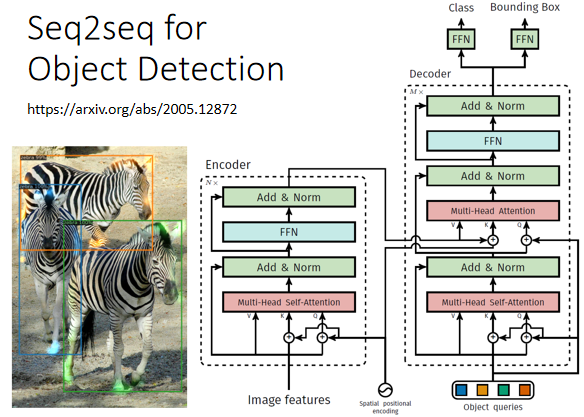 Seq2seq for
Object Detection
https://arxiv.org/abs/2005.12872
Class
Bounding Box
FFN
FFN
Decoder
M×
Add & Norm
FFN
Add & Norm
Multi-Head Attention
V
K
Q
Add & Norm
Multi-Head Self-Attention
V
K
Q
Object queries
Encoder
N×
Add & Norm
FFN
Add & Norm
Multi-Head Self-Attention
V
K
Q
Image features
Spatial positional
encoding